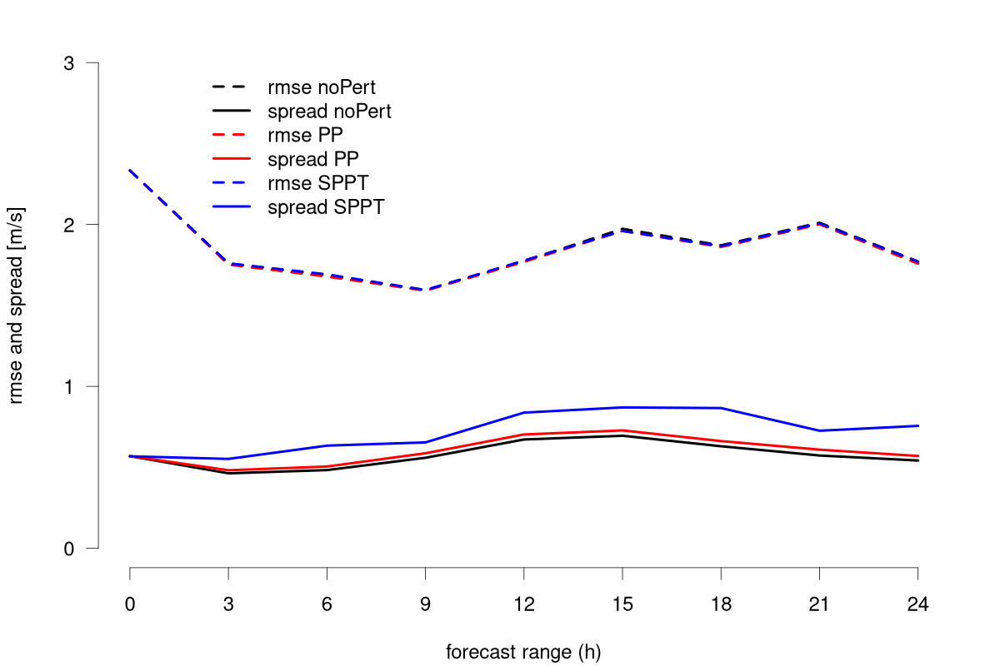 3
2
1
0
rmse and spread [m/s]
rmse noPert
spread noPert
rmse PP
spread PP
rmse SPPT
spread SPPT
0 3 6 9 12 15 18 21 24
forecast range (h)